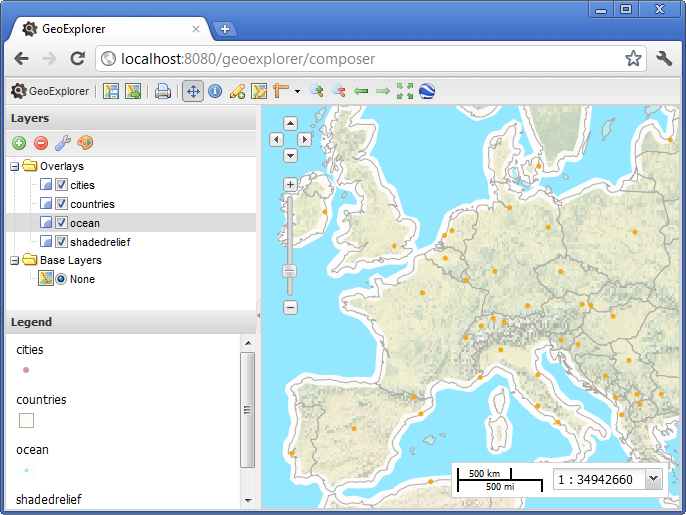 GeoExplorer
localhost:8080/geoexplorer/composer
GeoExplorer
Layers
Overlays
cities
countries
ocean
shadedrelief
Base Layers
None
Legend
cities
countries
ocean
shadedrelief
500 km
500 mi
1 : 34942660